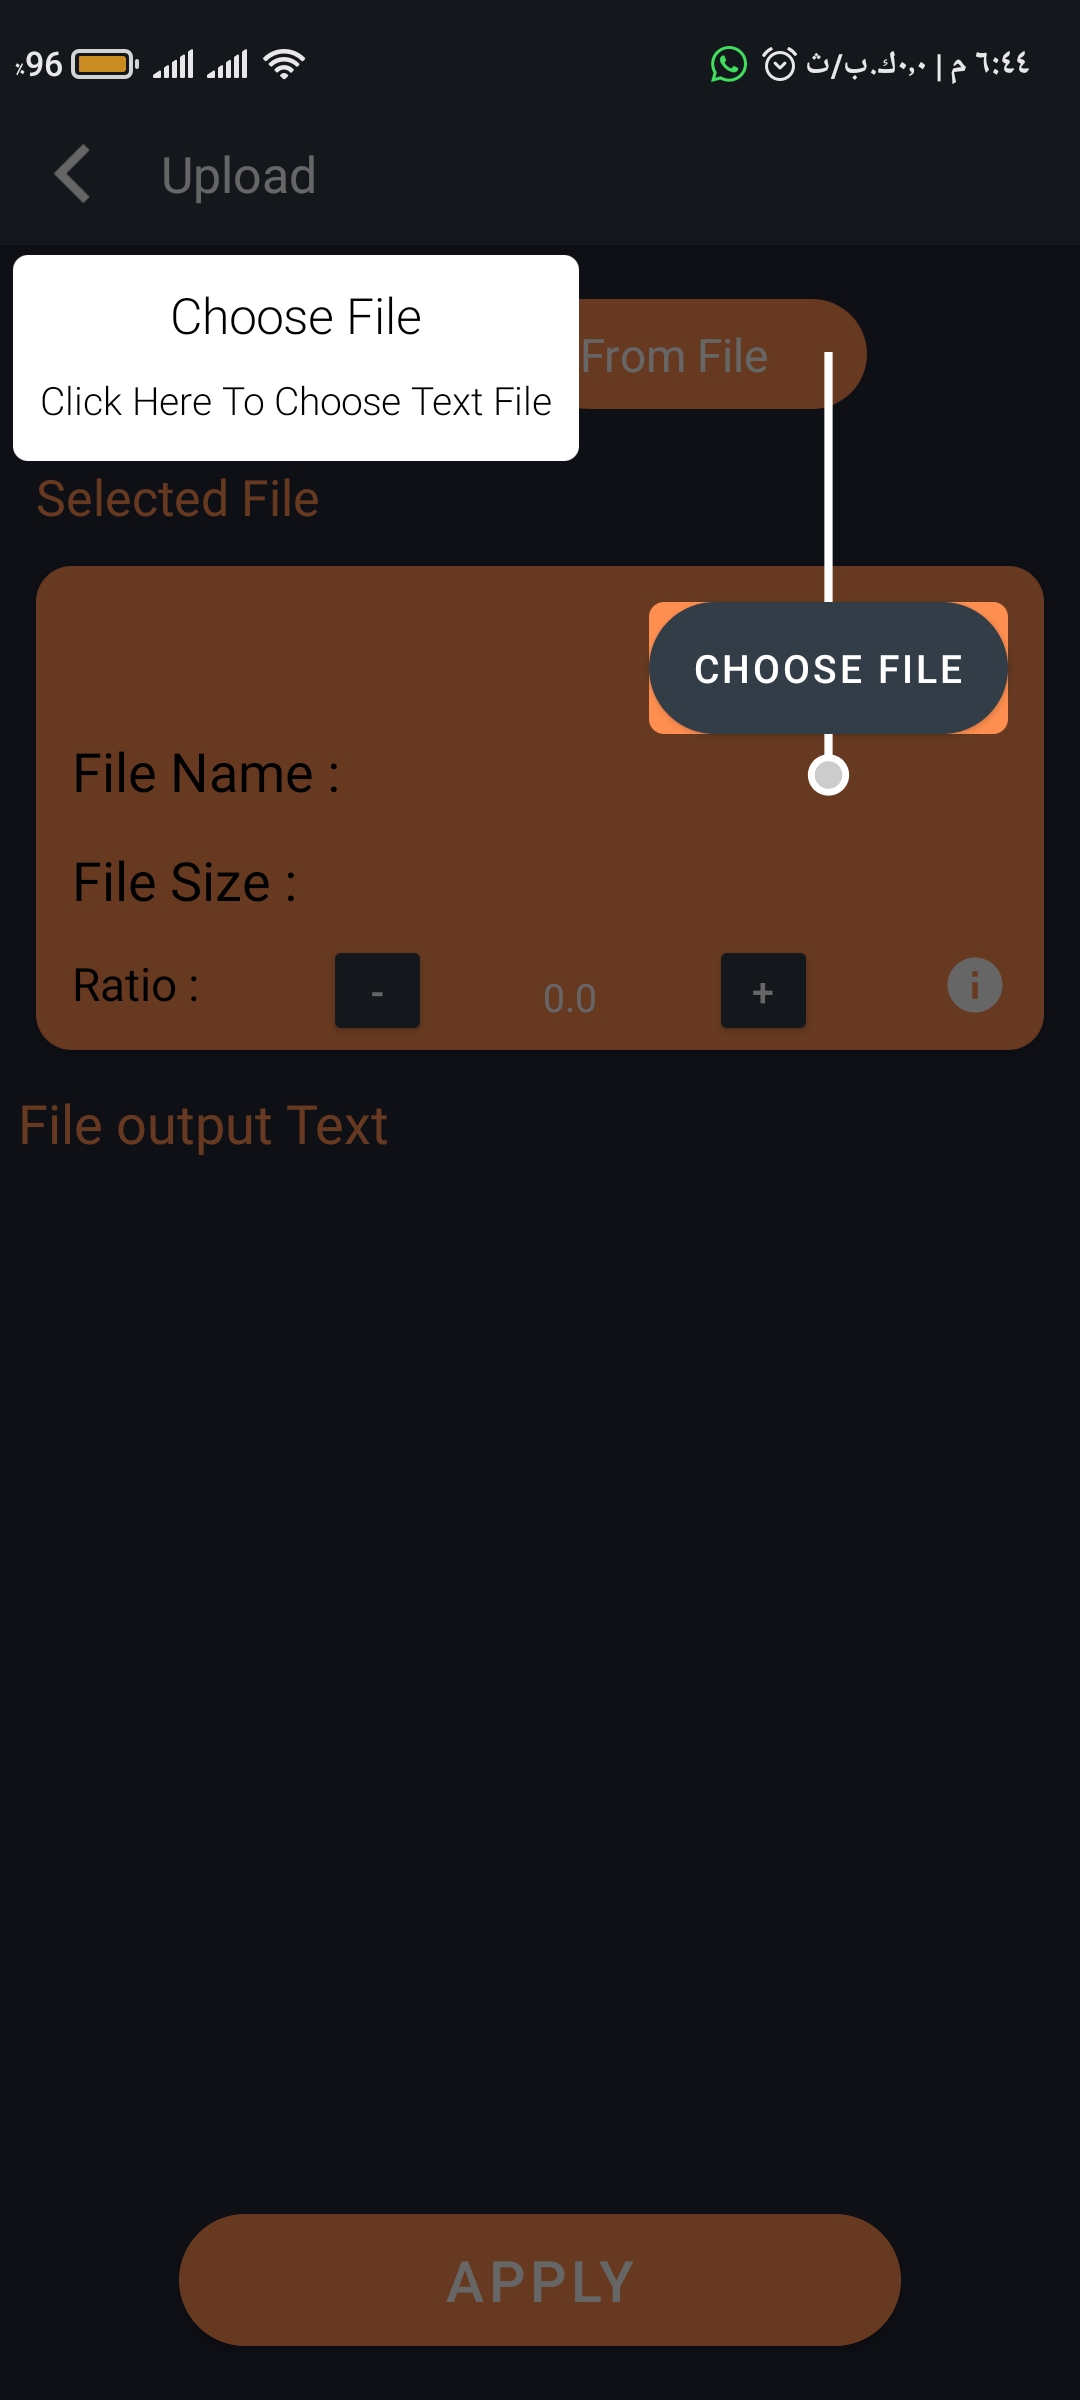 ٪96
٦:٤٤ م | ٠,٠ك.ب/ث
Upload
Choose File
Click Here To Choose Text File
From File
Selected File
CHOOSE FILE
File Name :
File Size :
Ratio :
-
0.0
+
File output Text
APPLY